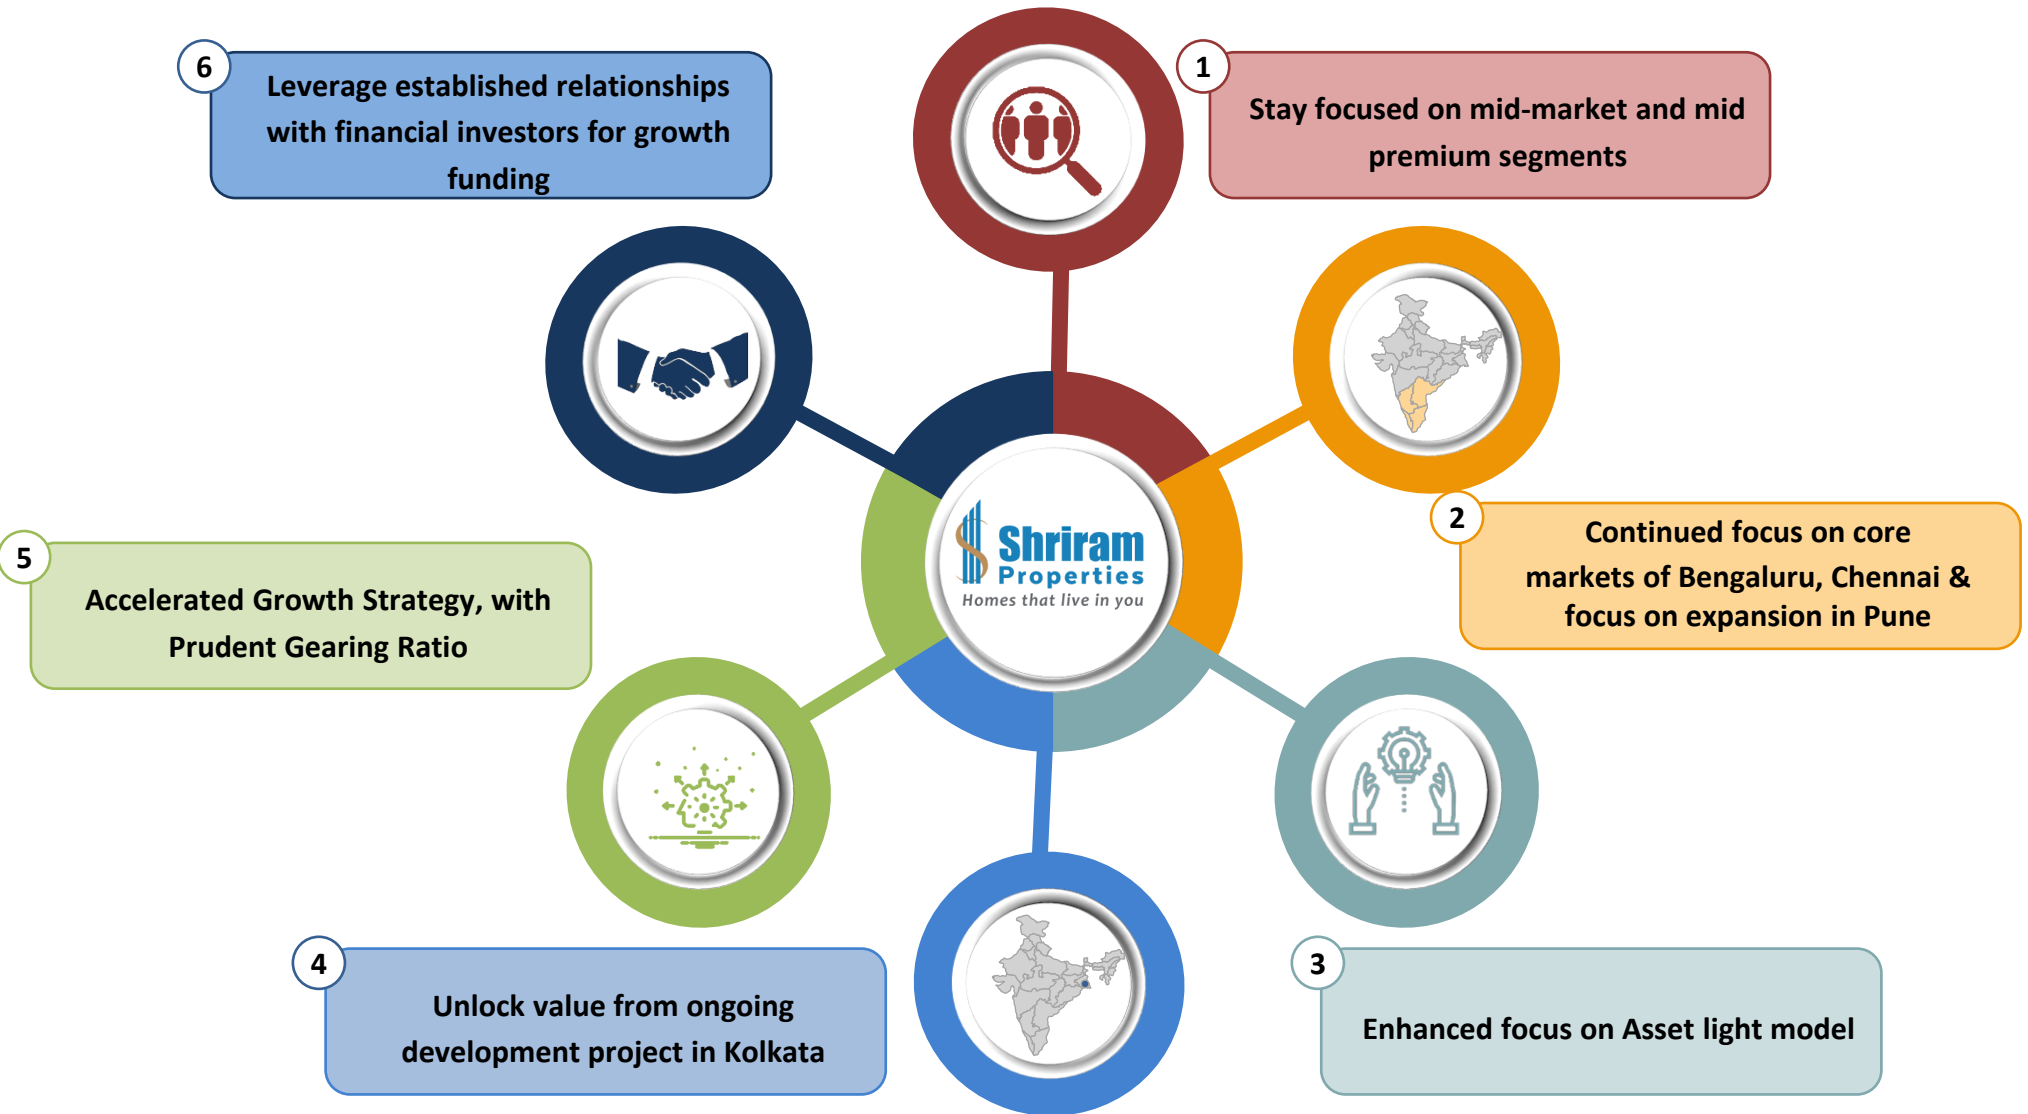 1
Stay focused on mid-market and mid
premium segments
2
Continued focus on core
markets of Bengaluru, Chennai &
focus on expansion in Pune
3
Enhanced focus on Asset light model
4
Unlock value from ongoing
development project in Kolkata
5
Accelerated Growth Strategy, with
Prudent Gearing Ratio
6
Leverage established relationships
with financial investors for growth
funding
Shriram
Properties
Homes that live in you